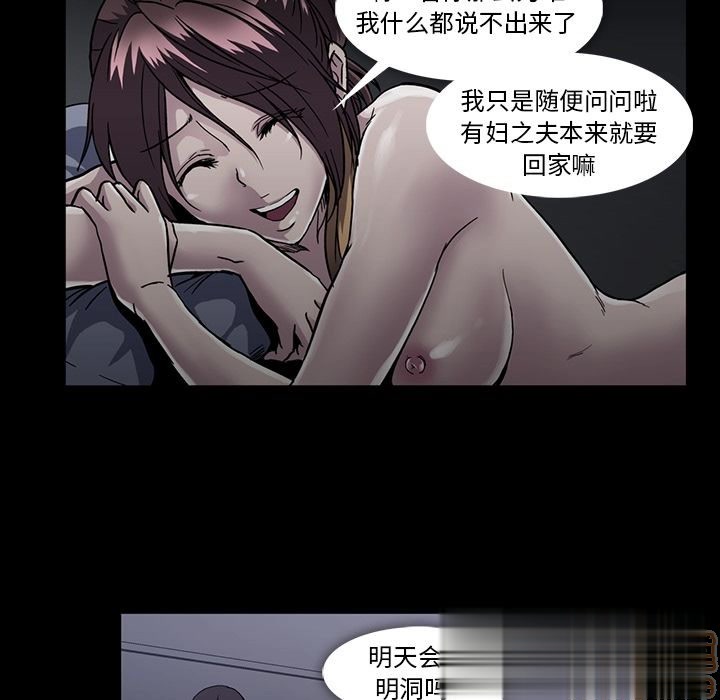 我什么都说不出来了
我只是随便问问啦
有妇之夫本来就要
回家嘛
明天会
明洞吗